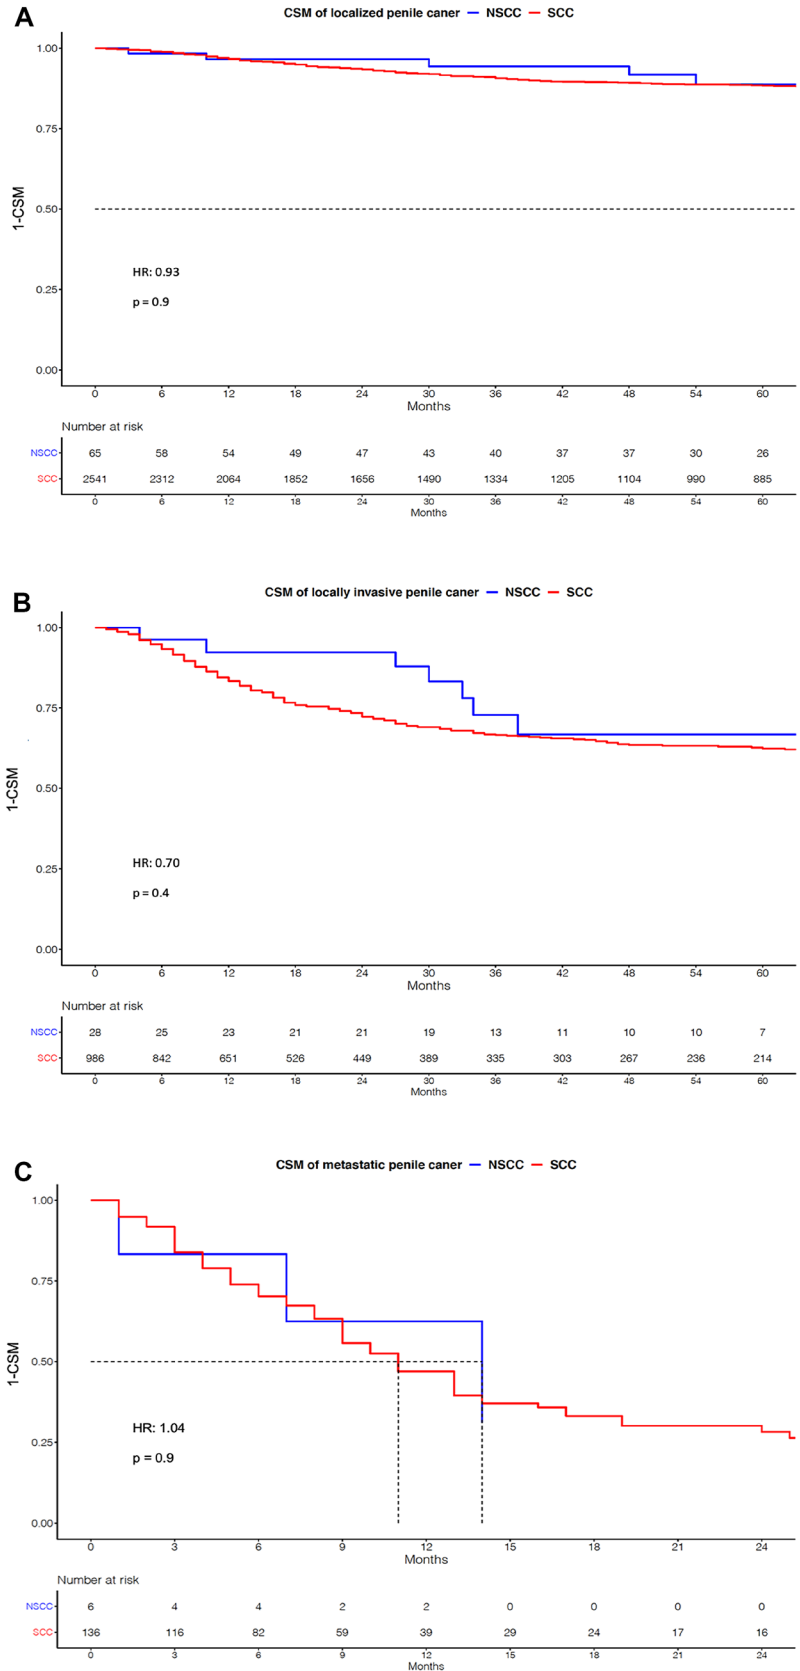 A
CSM of localized penile caner NSCC SCC
1.00
0.75
0.50
0.25
0.00
1-CSM
HR: 0.93
p = 0.9
0 6 12 18 24 30 36 42 48 54 60
Months
Number at risk
NSCC 65 58 54 49 47 43 40 37 37 30 26
SCC 2541 2312 2064 1852 1656 1490 1334 1205 1104 990 885
0 6 12 18 24 30 36 42 48 54 60
Months
B
CSM of locally invasive penile caner NSCC SCC
1.00
0.75
0.50
0.25
0.00
1-CSM
HR: 0.70
p = 0.4
0 6 12 18 24 30 36 42 48 54 60
Months
Number at risk
NSCC 28 25 23 21 21 19 13 11 10 10 7
SCC 986 842 651 526 449 389 335 303 267 236 214
0 6 12 18 24 30 36 42 48 54 60
Months
C
CSM of metastatic penile caner NSCC SCC
1.00
0.75
0.50
0.25
0.00
1-CSM
HR: 1.04
p = 0.9
0 3 6 9 12 15 18 21 24
Months
Number at risk
NSCC 6 4 4 2 2 0 0 0 0
SCC 136 116 82 59 39 29 24 17 16
0 3 6 9 12 15 18 21 24
Months